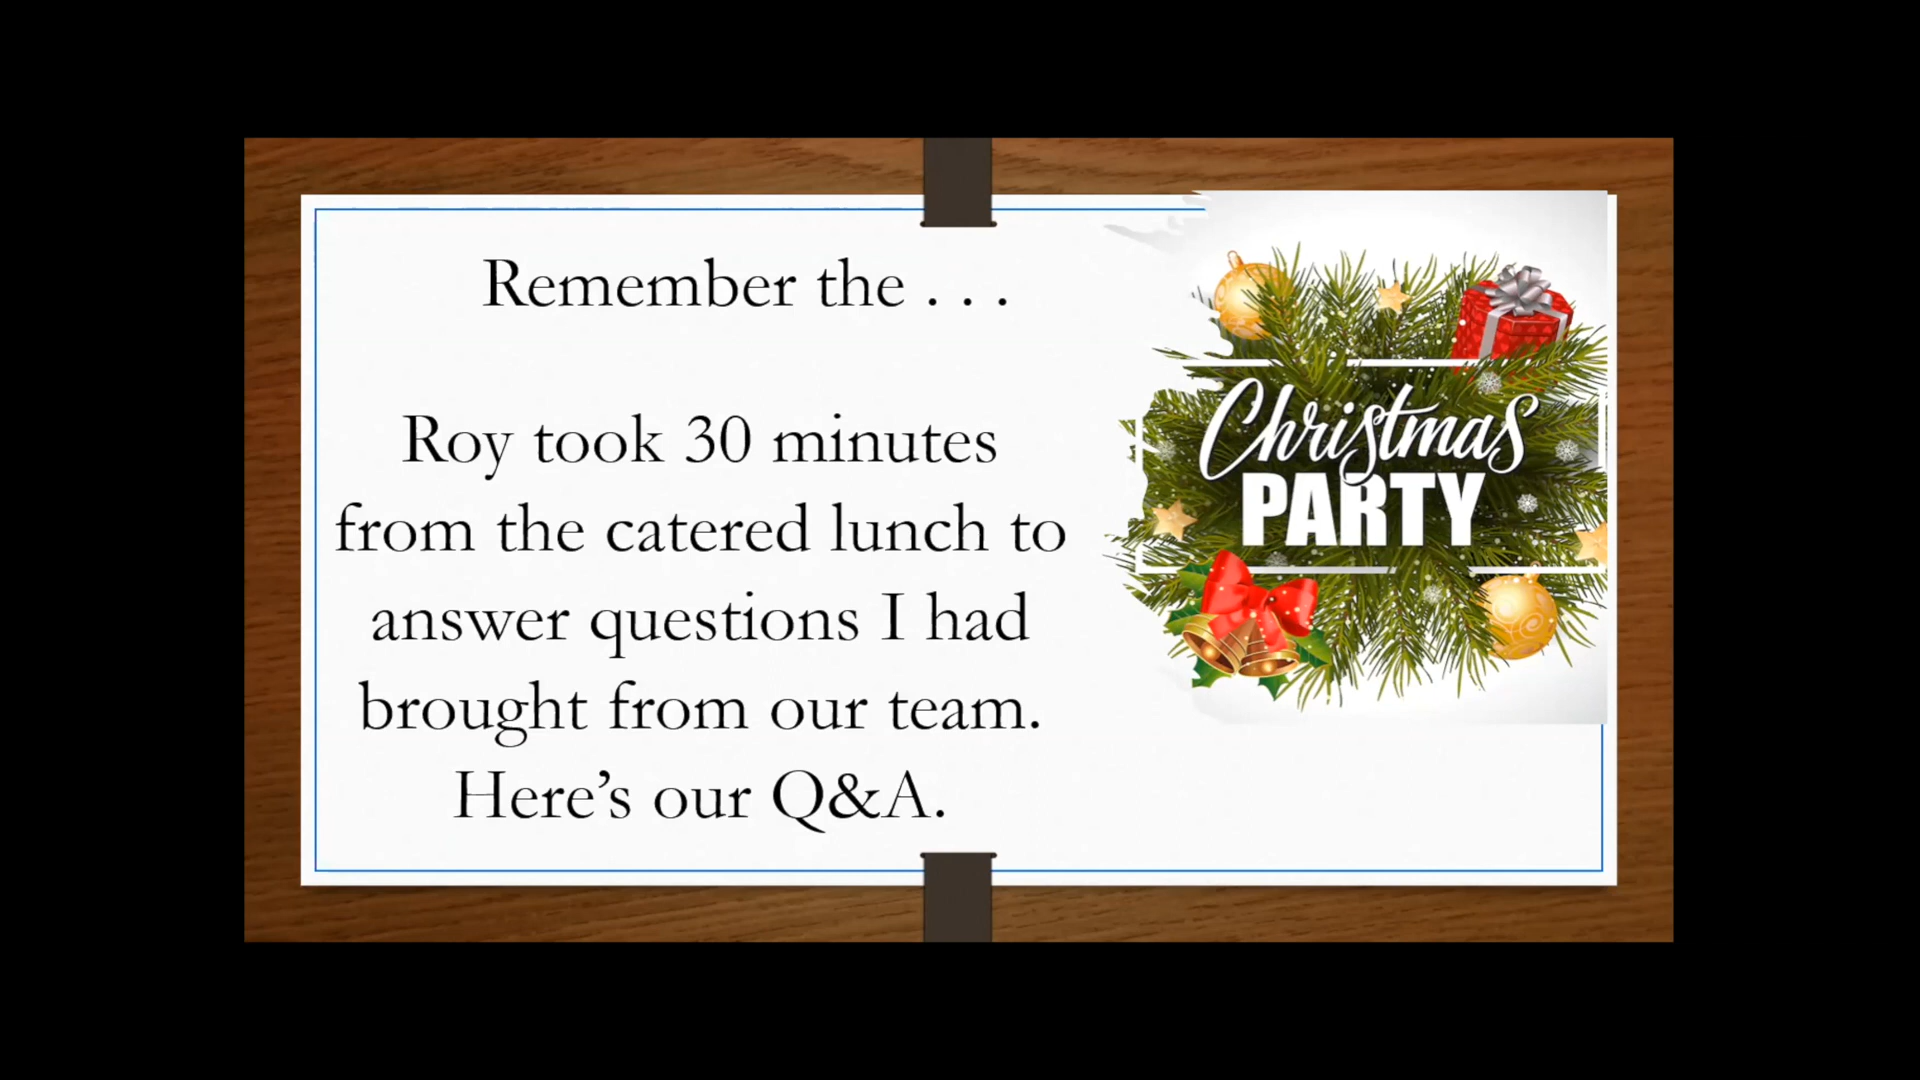 Remember the . . .
Christmas
PARTY
Roy took 30 minutes
from the catered lunch to
answer questions I had
brought from our team.
Here’s our Q&A.